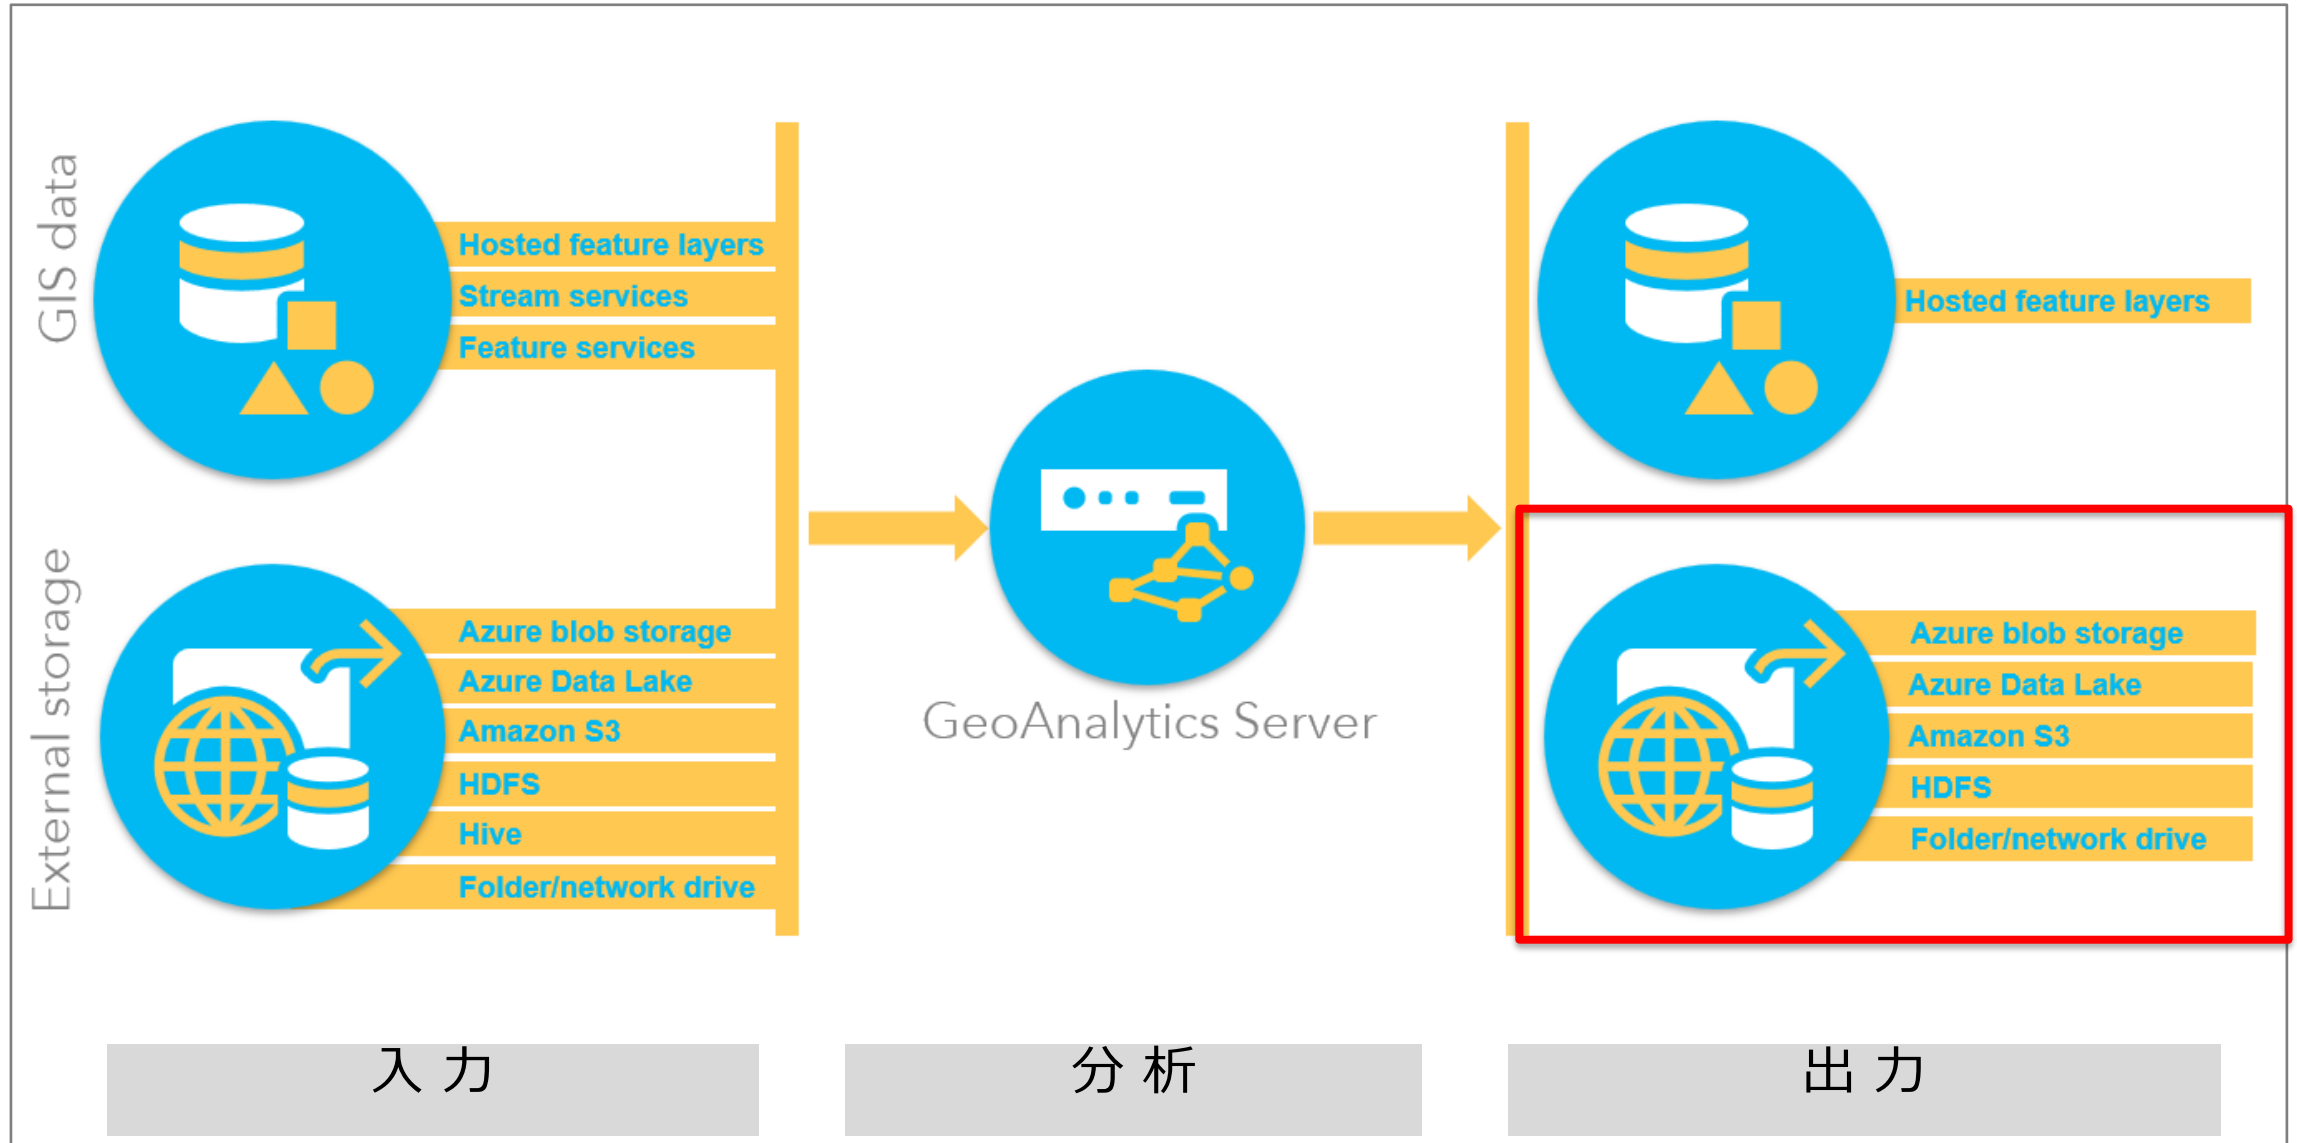 GIS data
Hosted feature layers
Stream services
Feature services
External storage
Azure blob storage
Azure Data Lake
Amazon S3
HDFS
Hive
Folder/network drive
GeoAnalytics Server
Hosted feature layers
Azure blob storage
Azure Data Lake
Amazon S3
HDFS
Folder/network drive
入力
分析
出力